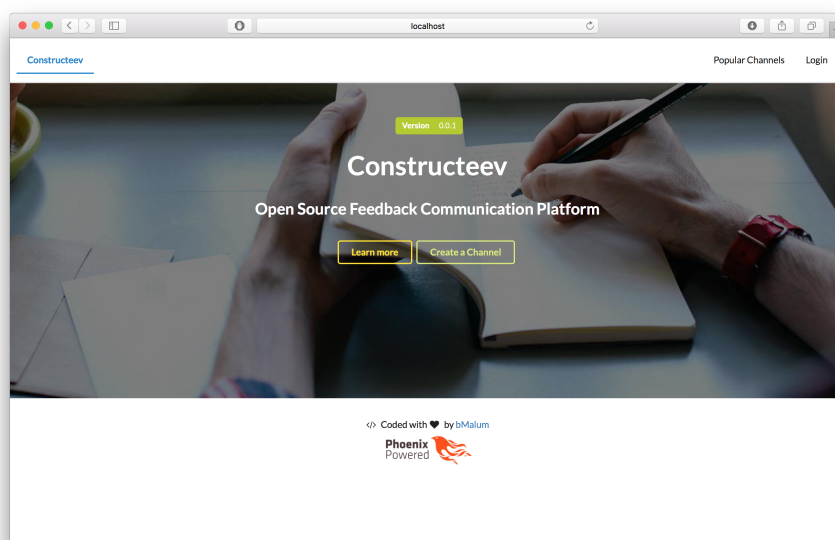 localhost
Constructeev
Popular Channels
Login
Version 0.0.1
Constructeev
Open Source Feedback Communication Platform
Learn more
Create a Channel
</> Coded with ♥ by bMalum
Phoenix
Powered